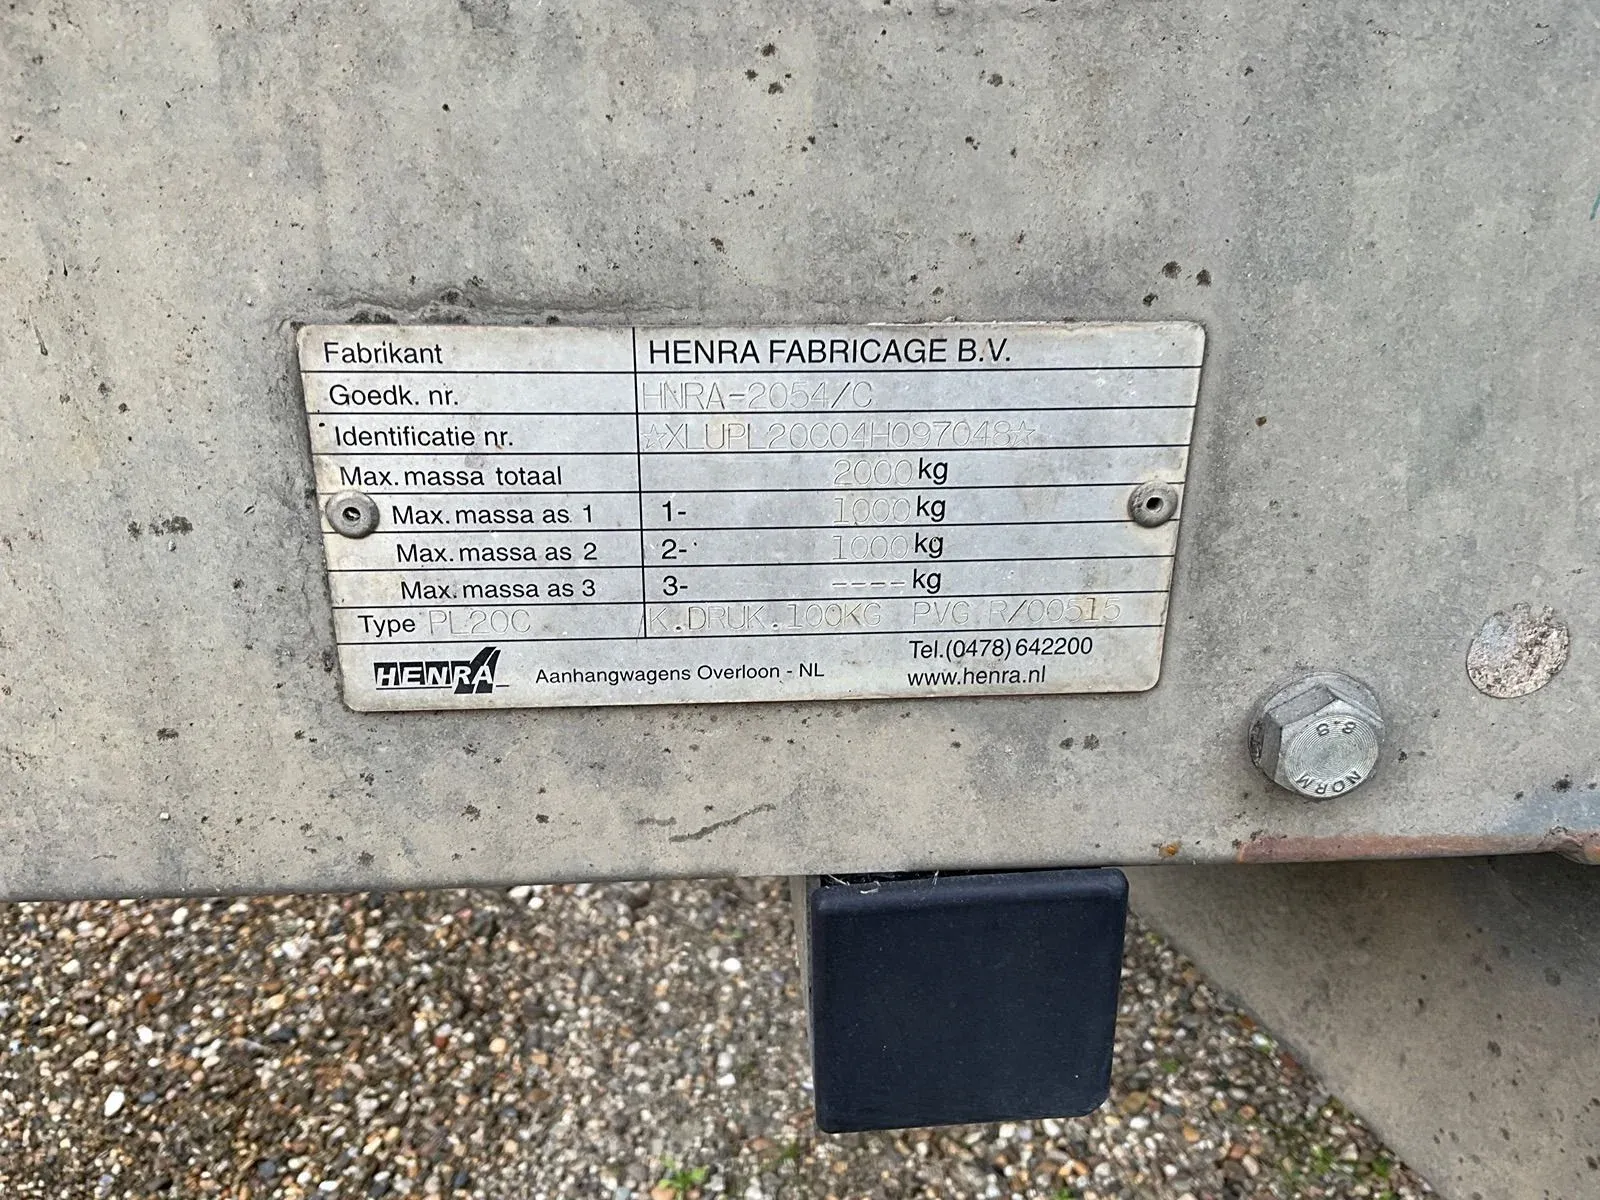 Fabrikant HENRA FABRICAGE B.V.
Goedk. nr. HNRA-2054/C
Identificatie nr. ☆XLUPL20C04H097048☆
Max. massa totaal 2000 kg
Max. massa as 1 1- 1000 kg
Max. massa as 2 2- 1000 kg
Max. massa as 3 3- ---- kg
Type PL20C /K.DRUK.100KG PVG R/00515
HENRA Aanhangwagens Overloon - NL Tel. (0478) 642200
www.henra.nl
8.8
NORM